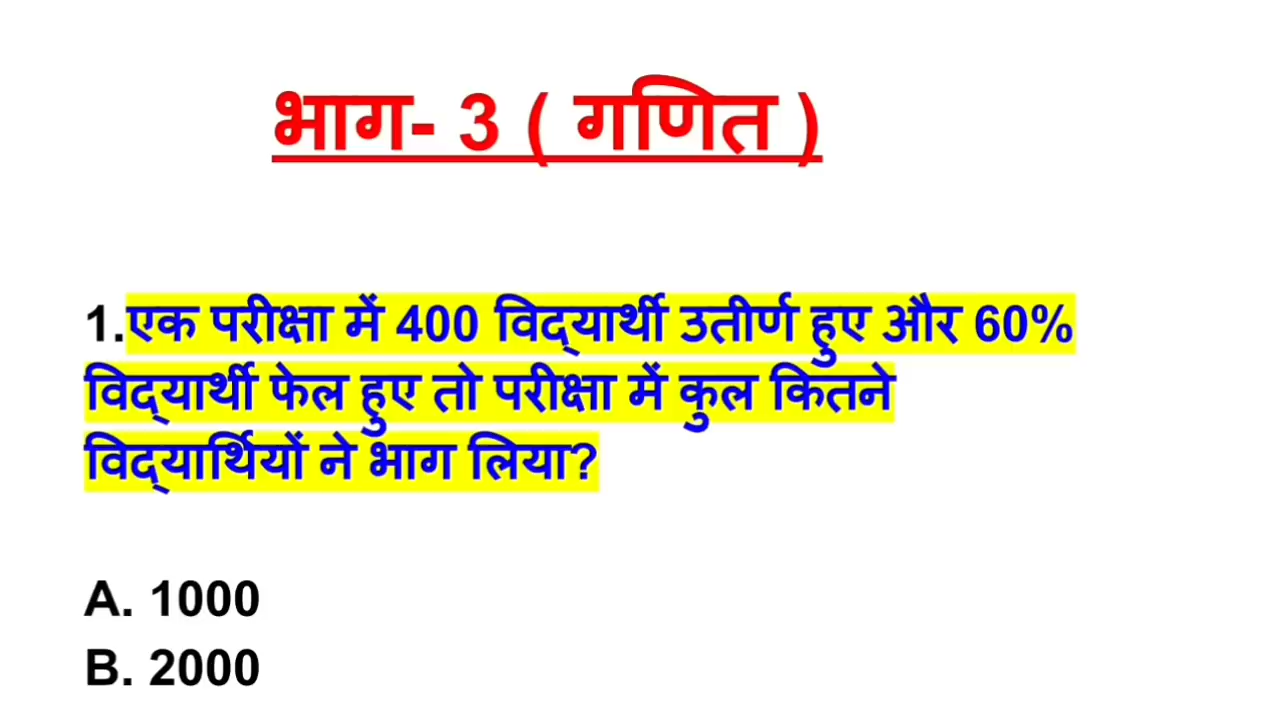 भाग- 3 ( गणित )
1.एक परीक्षा में 400 विद्यार्थी उतीर्ण हुए और 60%
विद्यार्थी फेल हुए तो परीक्षा में कुल कितने
विद्यार्थियों ने भाग लिया?
A. 1000
B. 2000